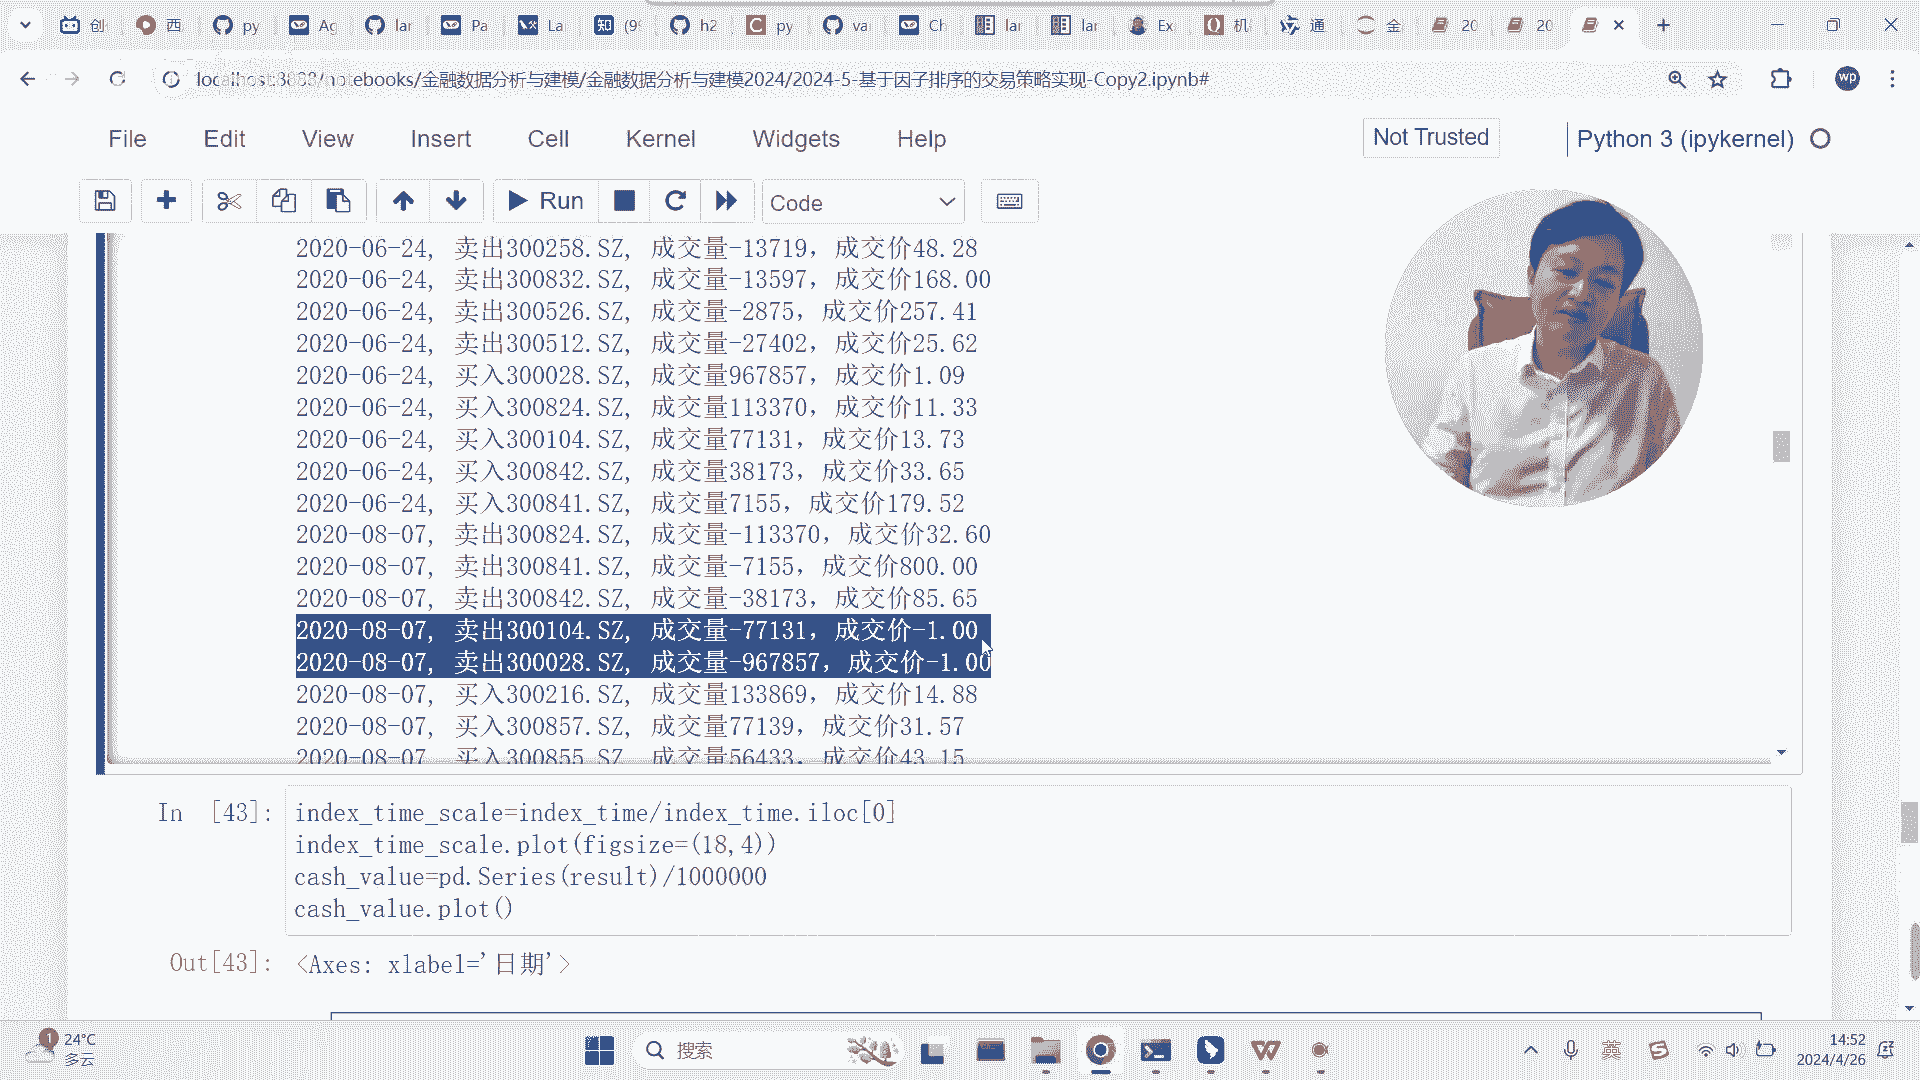 创 西 py Ag lar Pa La (99 h2 py va Ch lar lar Ex 机 通 金 20 20
localhost:8888/notebooks/金融数据分析与建模/金融数据分析与建模2024/2024-5-基于因子排序的交易策略实现-Copy2.ipynb#
wp
File Edit View Insert Cell Kernel Widgets Help
Not Trusted
Python 3 (ipykernel)
Run
Code
2020-06-24, 卖出300258.SZ, 成交量-13719，成交价48.28
2020-06-24, 卖出300832.SZ, 成交量-13597，成交价168.00
2020-06-24, 卖出300526.SZ, 成交量-2875，成交价257.41
2020-06-24, 卖出300512.SZ, 成交量-27402，成交价25.62
2020-06-24, 买入300028.SZ, 成交量967857，成交价1.09
2020-06-24, 买入300824.SZ, 成交量113370，成交价11.33
2020-06-24, 买入300104.SZ, 成交量77131，成交价13.73
2020-06-24, 买入300842.SZ, 成交量38173，成交价33.65
2020-06-24, 买入300841.SZ, 成交量7155，成交价179.52
2020-08-07, 卖出300824.SZ, 成交量-113370，成交价32.60
2020-08-07, 卖出300841.SZ, 成交量-7155，成交价800.00
2020-08-07, 卖出300842.SZ, 成交量-38173，成交价85.65
2020-08-07, 卖出300104.SZ, 成交量-77131，成交价-1.00
2020-08-07, 卖出300028.SZ, 成交量-967857，成交价-1.00
2020-08-07, 买入300216.SZ, 成交量133869，成交价14.88
2020-08-07, 买入300857.SZ, 成交量77139，成交价31.57
2020-08-07, 买入300855.SZ, 成交量56433，成交价43.15
In [43]:
index_time_scale=index_time/index_time.iloc[0]
index_time_scale.plot(figsize=(18,4))
cash_value=pd.Series(result)/1000000
cash_value.plot()
Out[43]: <Axes: xlabel='日期'>
1
24°C
多云
搜索
英
14:52
2024/4/26